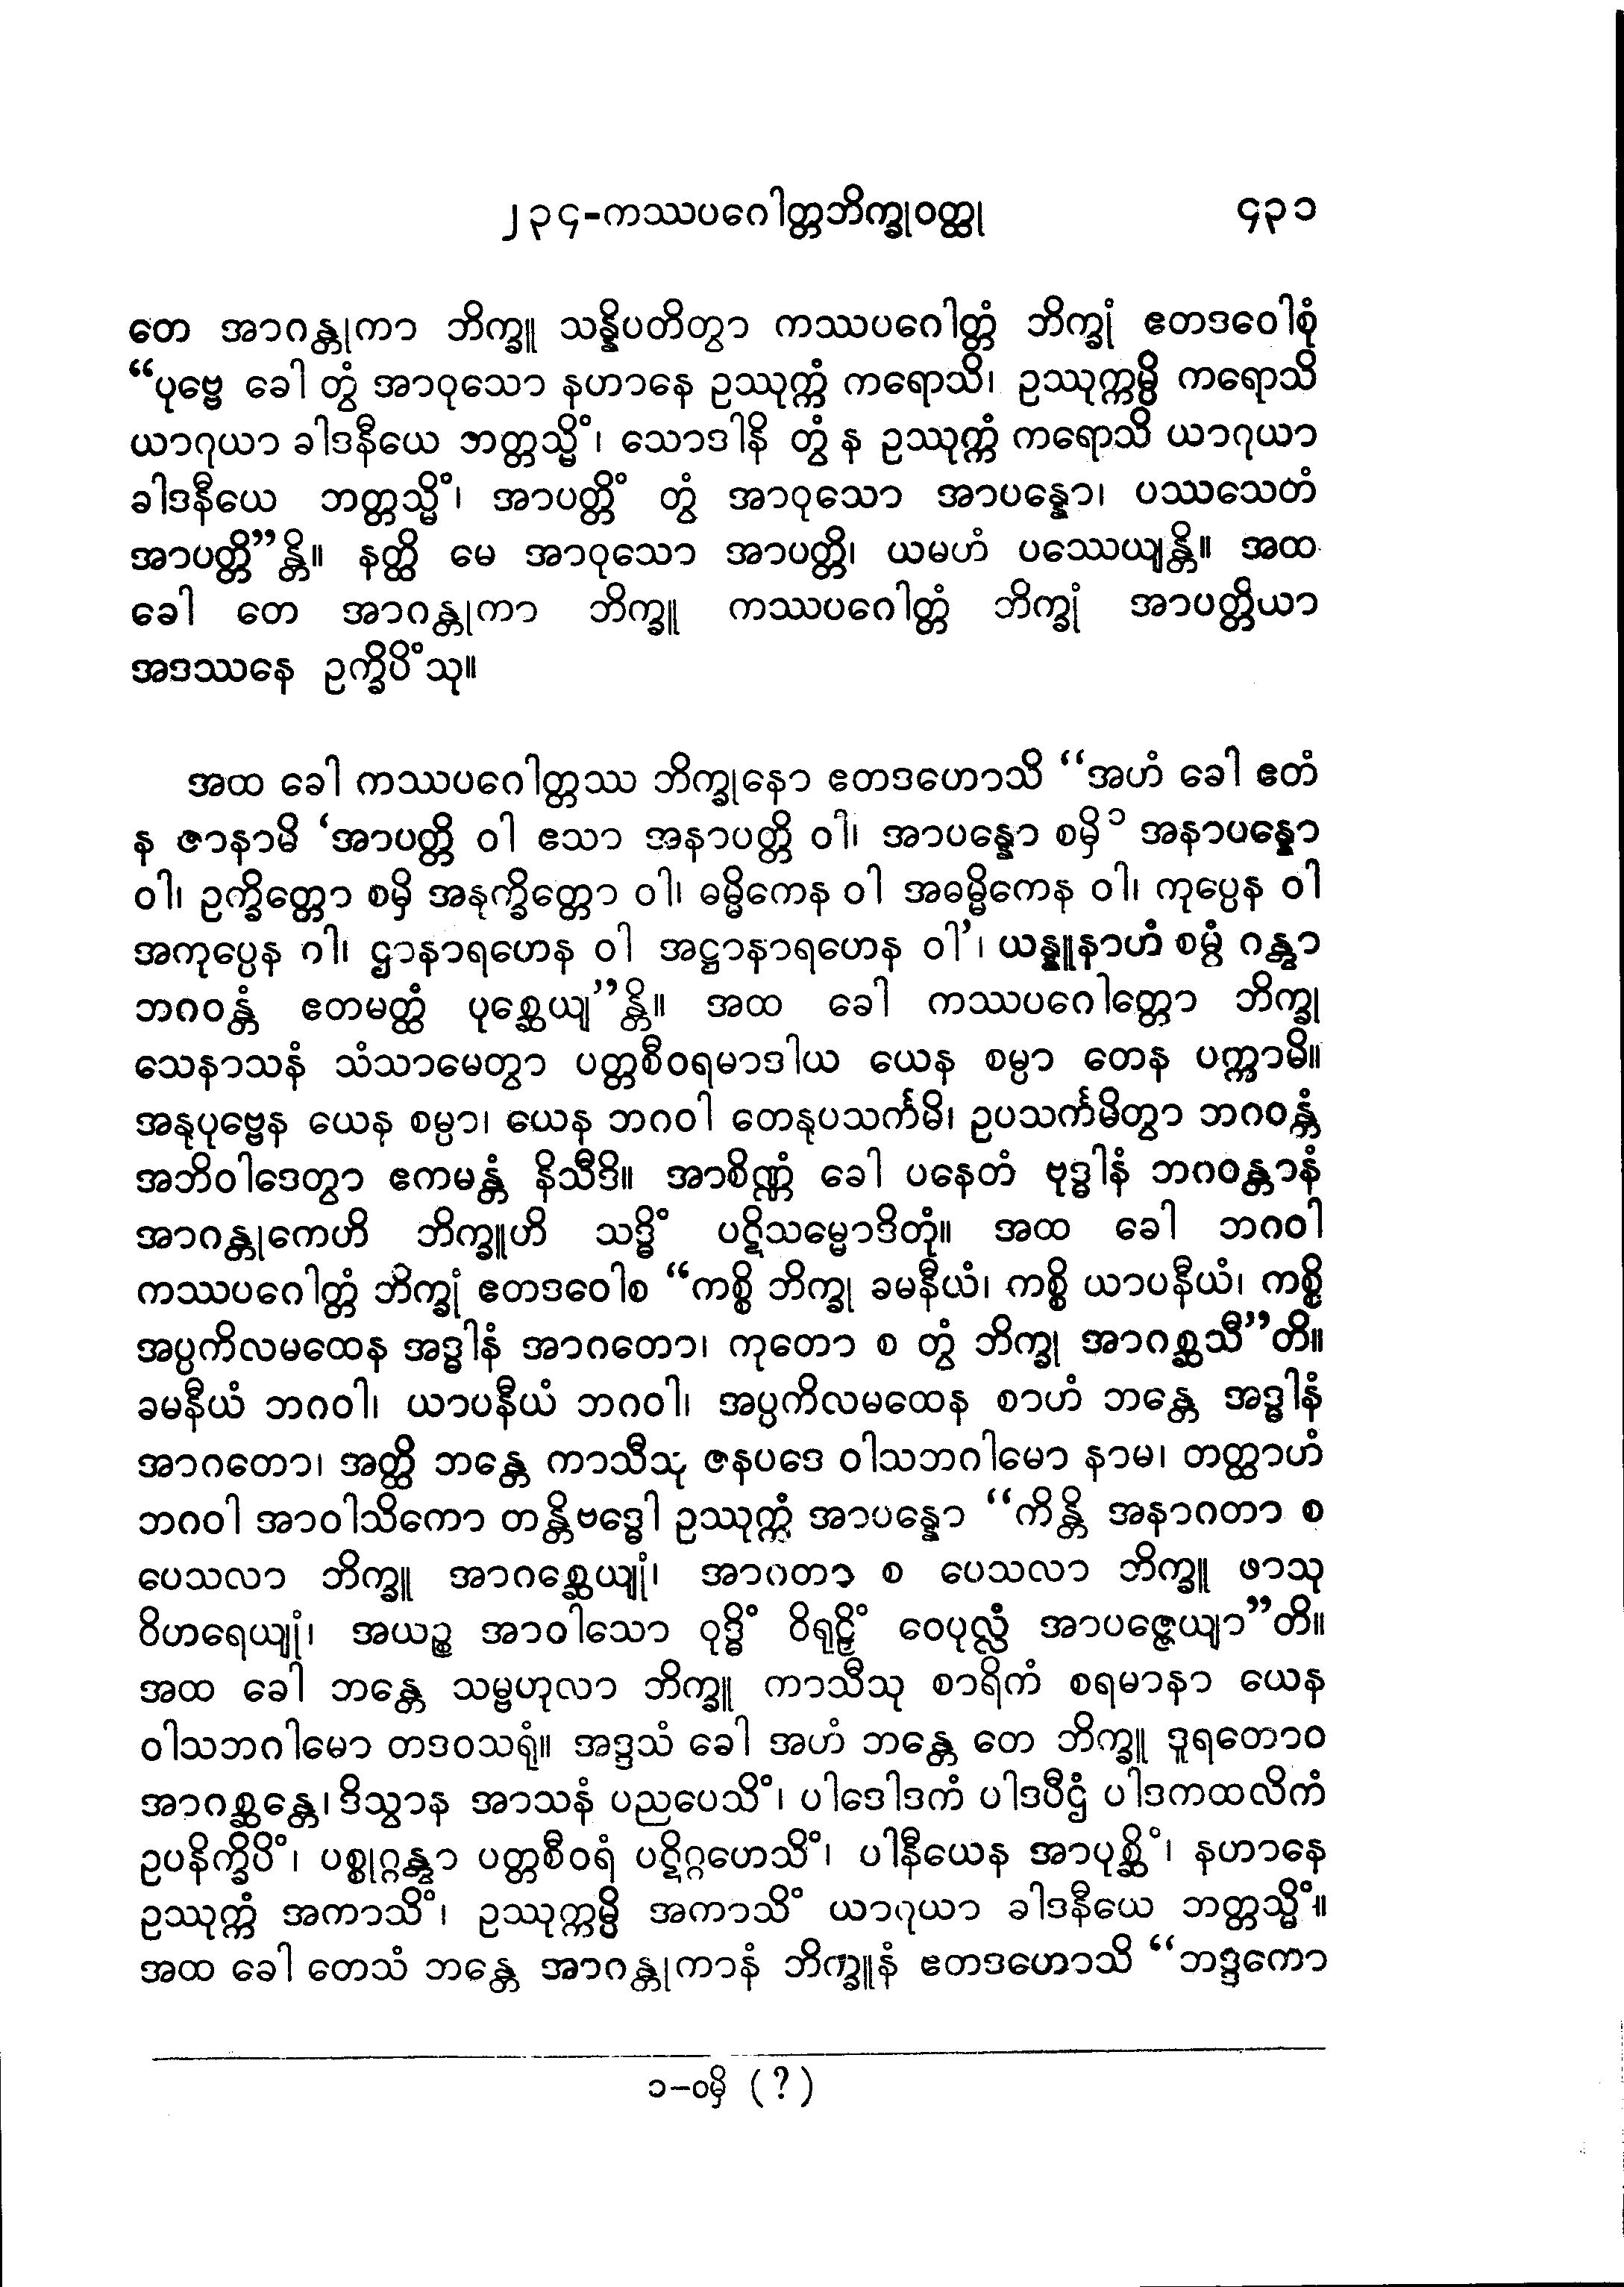 ၂၃၄-ကဿပဂေါတ္တဘိက္ခုဝတ္ထု ၄၃၁
တေ အာဂန္တုကာ ဘိက္ခူ သန္နိပတိတွာ ကဿပဂေါတ္တံ ဘိက္ခုံ ဧတဒဝေါစုံ
“ပုဗ္ဗေ ခေါ တွံ အာဝုသော နဟာနေ ဥဿုက္ကံ ကရောသိ၊ ဥဿုက္ကမ္ပိ ကရောသိ
ယာဂုယာ ခါဒနီယေ ဘတ္တသ္မိံ၊ သောဒါနိ တွံ န ဥဿုက္ကံ ကရောသိ ယာဂုယာ
ခါဒနီယေ ဘတ္တသ္မိံ၊ အာပတ္တိံ တွံ အာဝုသော အာပန္နော၊ ပဿသေတံ
အာပတ္တိ”န္တိ။ နတ္ထိ မေ အာဝုသော အာပတ္တိ၊ ယမဟံ ပဿေယျန္တိ။ အထ
ခေါ တေ အာဂန္တုကာ ဘိက္ခူ ကဿပဂေါတ္တံ ဘိက္ခုံ အာပတ္တိယာ
အဒဿနေ ဥက္ခိပိံသု။
အထ ခေါ ကဿပဂေါတ္တဿ ဘိက္ခုနော ဧတဒဟောသိ “အဟံ ခေါ ဧတံ
န ဇာနာမိ ‘အာပတ္တိ ဝါ ဧသာ အနာပတ္တိ ဝါ၊ အာပန္နော စမှိ၁ အနာပန္နော
ဝါ၊ ဥက္ခိတ္တော စမှိ အနုက္ခိတ္တော ဝါ၊ ဓမ္မိကေန ဝါ အဓမ္မိကေန ဝါ၊ ကုပ္ပေန ဝါ
အကုပ္ပေန ဂါ၊ ဌာနာရဟေန ဝါ အဋ္ဌာနာရဟေန ဝါ’၊ ယန္နူနာဟံ စမ္ပံ ဂန္တွာ
ဘဂဝန္တံ ဧတမတ္ထံ ပုစ္ဆေယျ”န္တိ။ အထ ခေါ ကဿပဂေါတ္တော ဘိက္ခု
သေနာသနံ သံသာမေတွာ ပတ္တစီဝရမာဒါယ ယေန စမ္ပာ တေန ပက္ကာမိ။
အနုပုဗ္ဗေန ယေန စမ္ပာ၊ ယေန ဘဂဝါ တေနုပသင်္ကမိ၊ ဥပသင်္ကမိတွာ ဘဂဝန္တံ
အဘိဝါဒေတွာ ဧကမန္တံ နိသီဒိ။ အာစိဏ္ဏံ ခေါ ပနေတံ ဗုဒ္ဓါနံ ဘဂဝန္တာနံ
အာဂန္တုကေဟိ ဘိက္ခူဟိ သဒ္ဓိံ ပဋိသမ္မောဒိတုံ။ အထ ခေါ ဘဂဝါ
ကဿပဂေါတ္တံ ဘိက္ခုံ ဧတဒဝေါစ “ကစ္စိ ဘိက္ခု ခမနီယံ၊ ကစ္စိ ယာပနီယံ၊ ကစ္စိ
အပ္ပကိလမထေန အဒ္ဓါနံ အာဂတော၊ ကုတော စ တွံ ဘိက္ခု အာဂစ္ဆသီ”တိ။
ခမနီယံ ဘဂဝါ၊ ယာပနီယံ ဘဂဝါ၊ အပ္ပကိလမထေန စာဟံ ဘန္တေ အဒ္ဓါနံ
အာဂတော၊ အတ္ထိ ဘန္တေ ကာသီသု ဇနပဒေ ဝါသဘဂါမော နာမ၊ တတ္ထာဟံ
ဘဂဝါ အာဝါသိကော တန္တိဗဒ္ဓေါ ဥဿုက္ကံ အာပန္နော “ကိန္တိ အနာဂတာ စ
ပေသလာ ဘိက္ခူ အာဂစ္ဆေယျုံ၊ အာဂတာ စ ပေသလာ ဘိက္ခူ ဖာသု
ဝိဟရေယျုံ၊ အယဉ္စ အာဝါသော ဝုဒ္ဓိံ ဝိရုဠှိံ ဝေပုလ္လံ အာပဇ္ဇေယျာ”တိ။
အထ ခေါ ဘန္တေ သမ္ဗဟုလာ ဘိက္ခူ ကာသီသု စာရိကံ စရမာနာ ယေန
ဝါသဘဂါမော တဒဝသရုံ။ အဒ္ဒသံ ခေါ အဟံ ဘန္တေ တေ ဘိက္ခူ ဒူရတောဝ
အာဂစ္ဆန္တေ၊ ဒိသွာန အာသနံ ပညပေသိံ၊ ပါဒေါဒကံ ပါဒပီဌံ ပါဒကထလိကံ
ဥပနိက္ခိပိံ၊ ပစ္စုဂ္ဂန္တွာ ပတ္တစီဝရံ ပဋိဂ္ဂဟေသိံ၊ ပါနီယေန အာပုစ္ဆိံ၊ နဟာနေ
ဥဿုက္ကံ အကာသိံ၊ ဥဿုက္ကမ္ပိ အကာသိံ ယာဂုယာ ခါဒနီယေ ဘတ္တသ္မိံ။
အထ ခေါ တေသံ ဘန္တေ အာဂန္တုကာနံ ဘိက္ခူနံ ဧတဒဟောသိ “ဘဒ္ဒကော
၁-ဝမှိ (?)